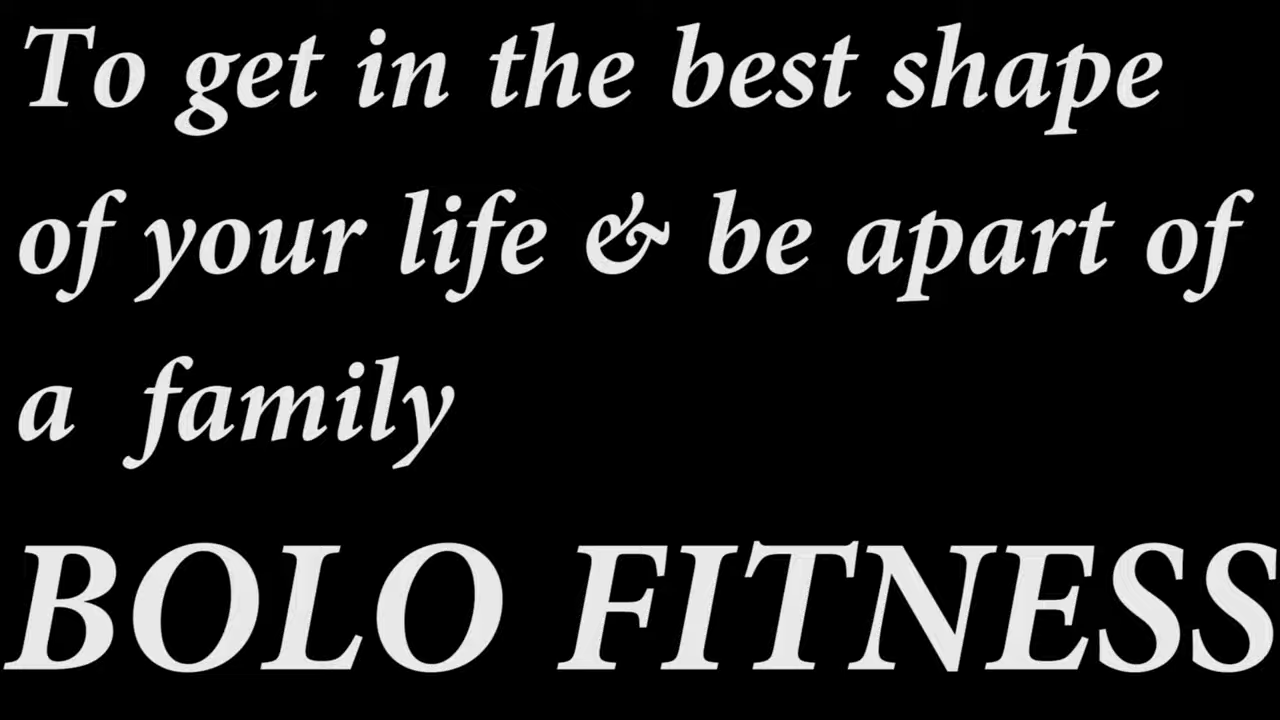 To get in the best shape
of your life & be apart of
a family
BOLO FITNESS